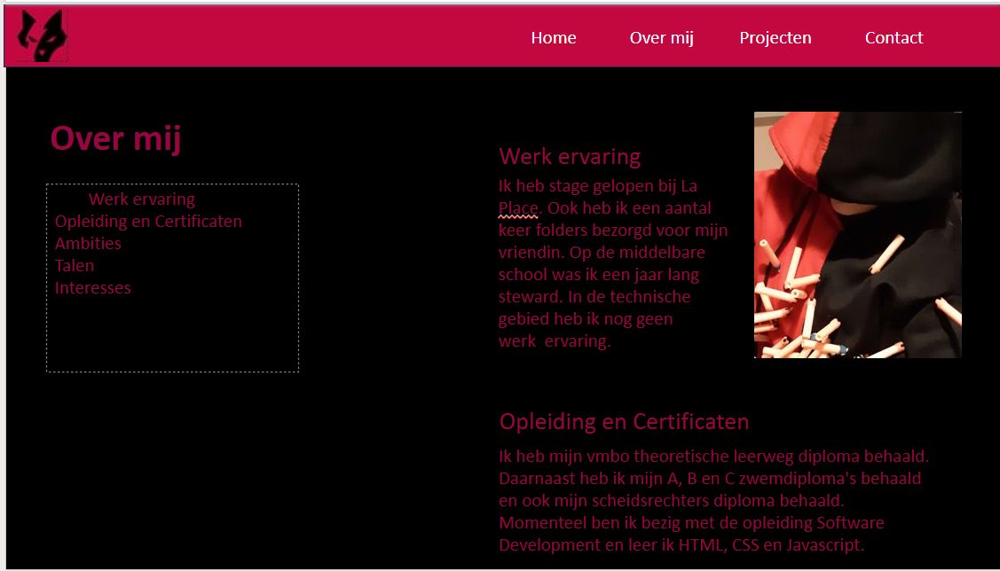 Home Over mij Projecten Contact
Over mij
Werk ervaring
Opleiding en Certificaten
Ambities
Talen
Interesses
Werk ervaring
Ik heb stage gelopen bij La
Place. Ook heb ik een aantal
keer folders bezorgd voor mijn
vriendin. Op de middelbare
school was ik een jaar lang
steward. In de technische
gebied heb ik nog geen
werk  ervaring.
Opleiding en Certificaten
Ik heb mijn vmbo theoretische leerweg diploma behaald.
Daarnaast heb ik mijn A, B en C zwemdiploma's behaald
en ook mijn scheidsrechters diploma behaald.
Momenteel ben ik bezig met de opleiding Software
Development en leer ik HTML, CSS en Javascript.